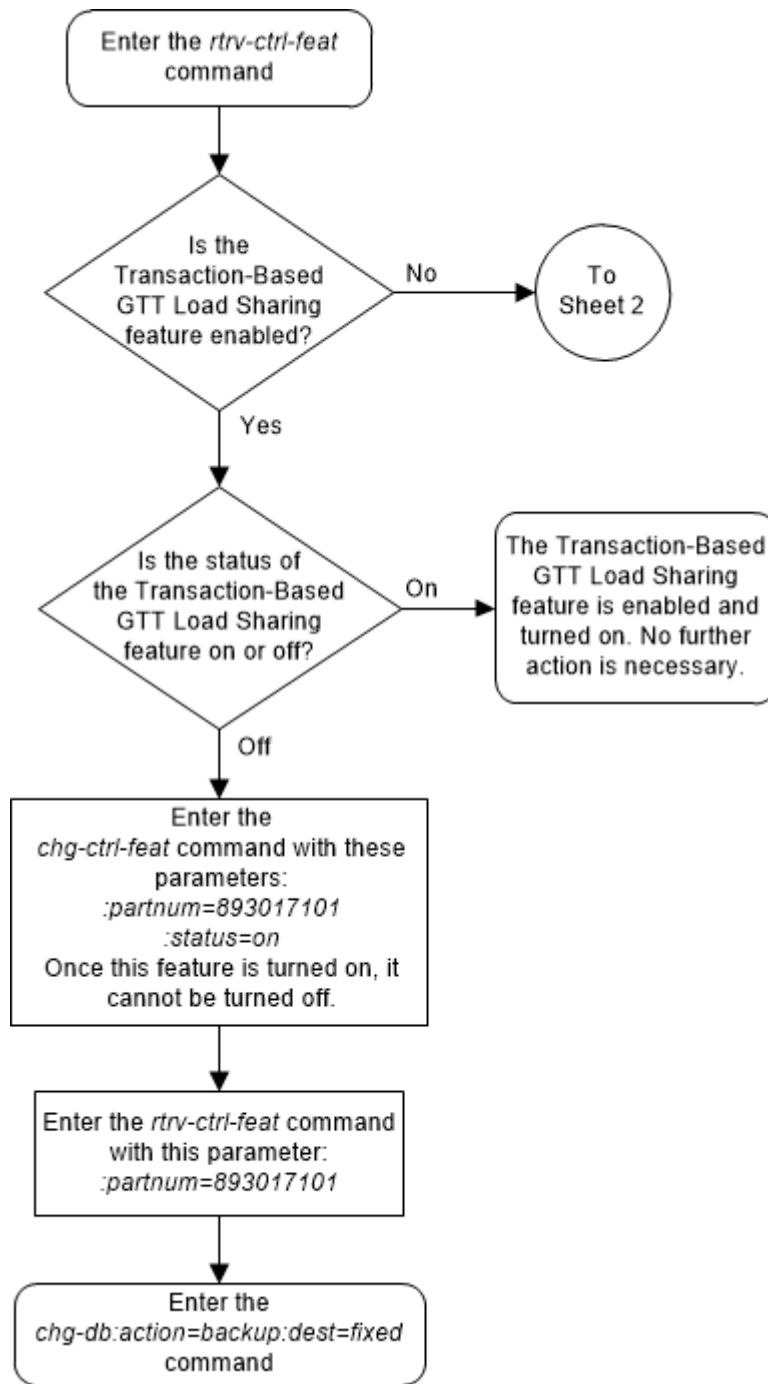 Enter the rtrv-ctrl-feat
command
Is the
Transaction-Based
GTT Load Sharing
feature enabled?
No
To
Sheet 2
Yes
Is the status of
the Transaction-Based
GTT Load Sharing
feature on or off?
On
The Transaction-Based
GTT Load Sharing
feature is enabled and
turned on. No further
action is necessary.
Off
Enter the
chg-ctrl-feat command with these
parameters:
:partnum=893017101
:status=on
Once this feature is turned on, it
cannot be turned off.
Enter the rtrv-ctrl-feat command
with this parameter:
:partnum=893017101
Enter the
chg-db:action=backup:dest=fixed
command